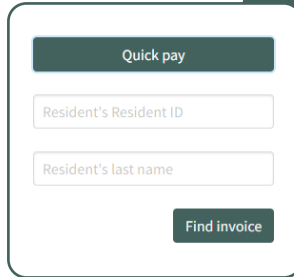 Quick pay
Resident's Resident ID
Resident's last name
Find invoice